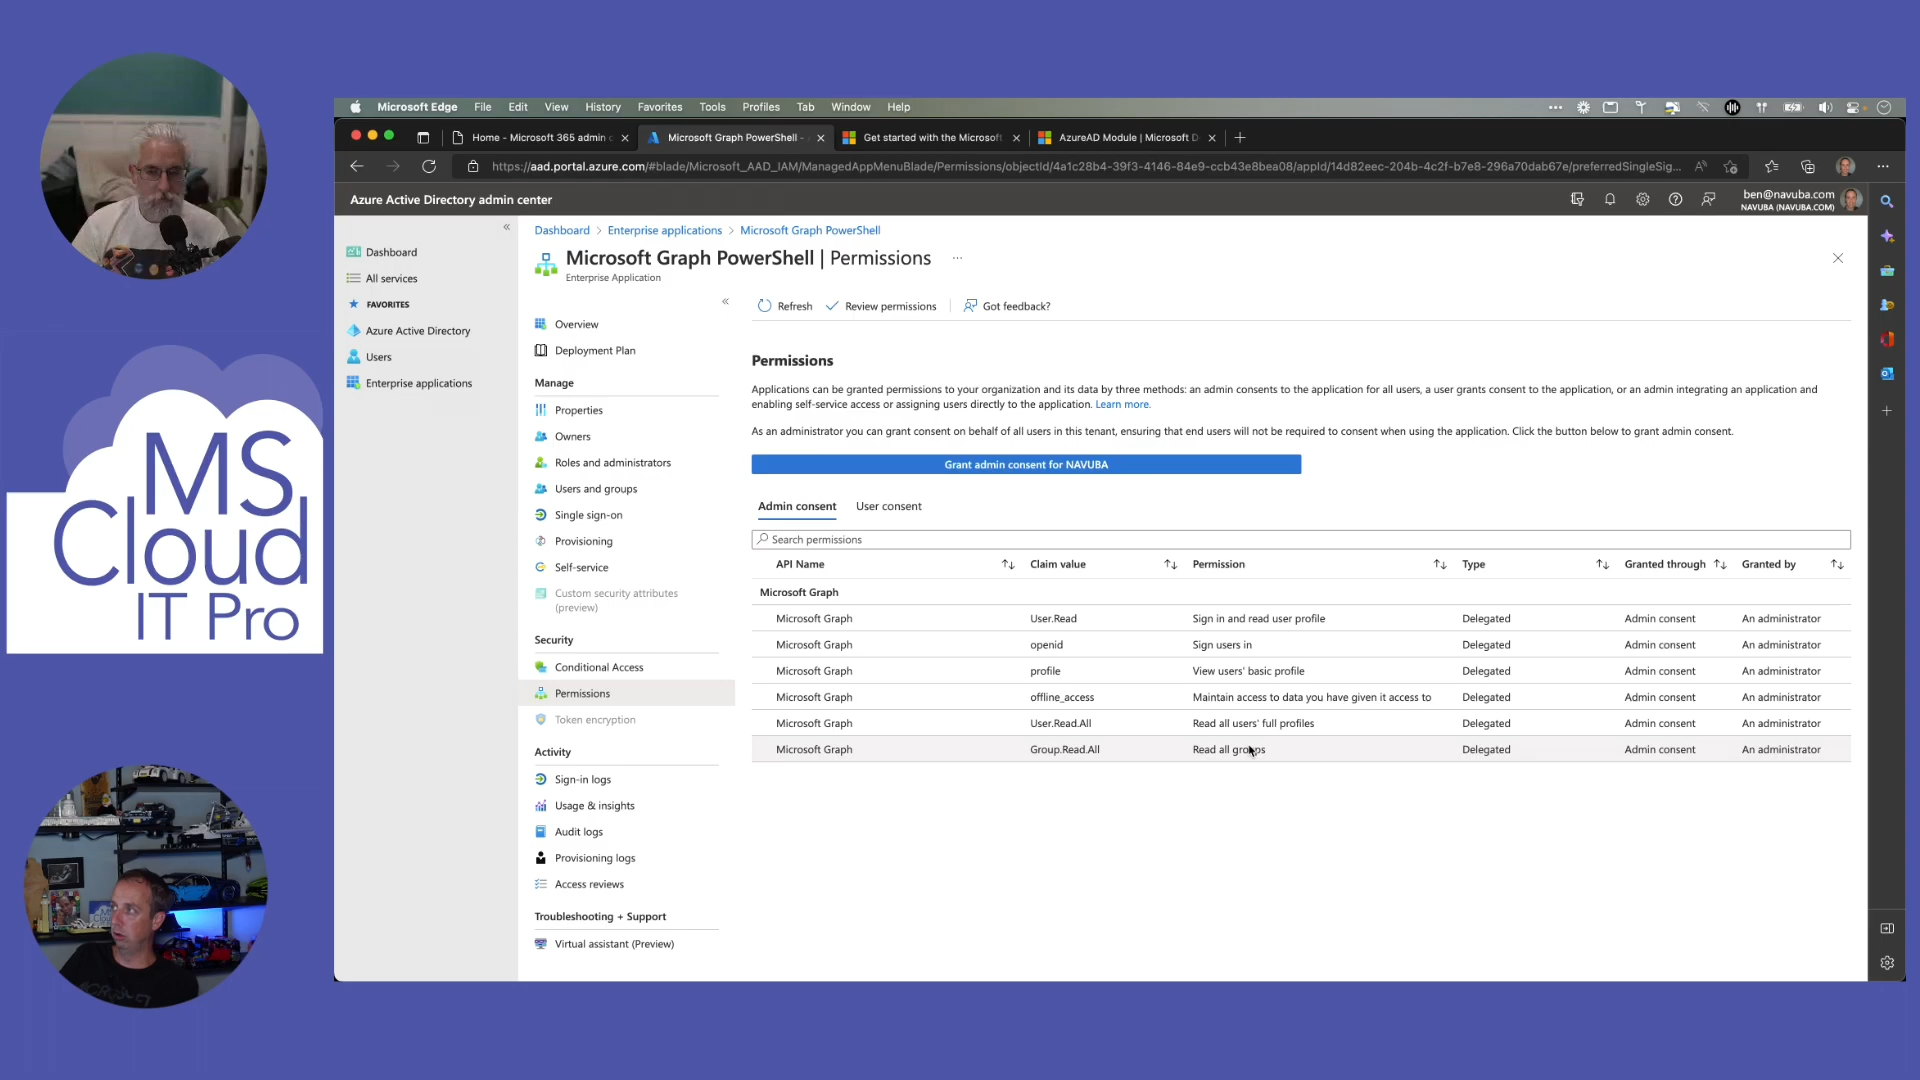 Microsoft Edge File Edit View History Favorites Tools Profiles Tab Window Help
Home - Microsoft 365 admin c
Microsoft Graph PowerShell -
Get started with the Microsoft
AzureAD Module | Microsoft D
https://aad.portal.azure.com/#blade/Microsoft_AAD_IAM/ManagedAppMenuBlade/Permissions/objectId/4a1c28b4-39f3-4146-84e9-ccb43e8bea08/appId/14d82eec-204b-4c2f-b7e8-296a70dab67e/preferredSingleSig...
Azure Active Directory admin center
ben@navuba.com
NAVUBA (NAVUBA.COM)
Dashboard
All services
FAVORITES
Azure Active Directory
Users
Enterprise applications
MS
Cloud
IT Pro
Dashboard > Enterprise applications > Microsoft Graph PowerShell
Microsoft Graph PowerShell | Permissions ...
Enterprise Application
Overview
Deployment Plan
Manage
Properties
Owners
Roles and administrators
Users and groups
Single sign-on
Provisioning
Self-service
Custom security attributes
(preview)
Security
Conditional Access
Permissions
Token encryption
Activity
Sign-in logs
Usage & insights
Audit logs
Provisioning logs
Access reviews
Troubleshooting + Support
Virtual assistant (Preview)
Refresh Review permissions Got feedback?
Permissions
Applications can be granted permissions to your organization and its data by three methods: an admin consents to the application for all users, a user grants consent to the application, or an admin integrating an application and
enabling self-service access or assigning users directly to the application. Learn more.
As an administrator you can grant consent on behalf of all users in this tenant, ensuring that end users will not be required to consent when using the application. Click the button below to grant admin consent.
Grant admin consent for NAVUBA
Admin consent User consent
Search permissions
API Name Claim value Permission Type Granted through Granted by
Microsoft Graph
Microsoft Graph User.Read Sign in and read user profile Delegated Admin consent An administrator
Microsoft Graph openid Sign users in Delegated Admin consent An administrator
Microsoft Graph profile View users' basic profile Delegated Admin consent An administrator
Microsoft Graph offline_access Maintain access to data you have given it access to Delegated Admin consent An administrator
Microsoft Graph User.Read.All Read all users' full profiles Delegated Admin consent An administrator
Microsoft Graph Group.Read.All Read all groups Delegated Admin consent An administrator